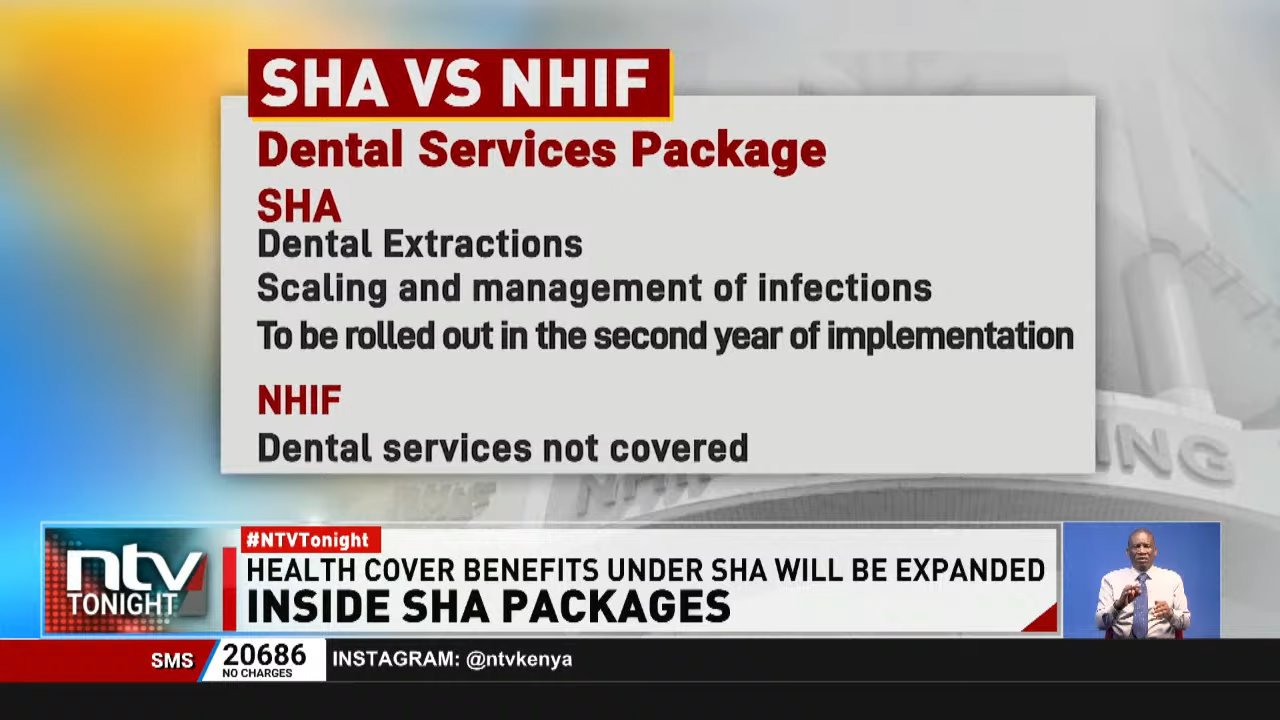 SHA VS NHIF
Dental Services Package
SHA
Dental Extractions
Scaling and management of infections
To be rolled out in the second year of implementation
NHIF
Dental services not covered
ntv
TONIGHT
#NTVTonight
HEALTH COVER BENEFITS UNDER SHA WILL BE EXPANDED
INSIDE SHA PACKAGES
SMS
20686
NO CHARGES
INSTAGRAM: @ntvkenya